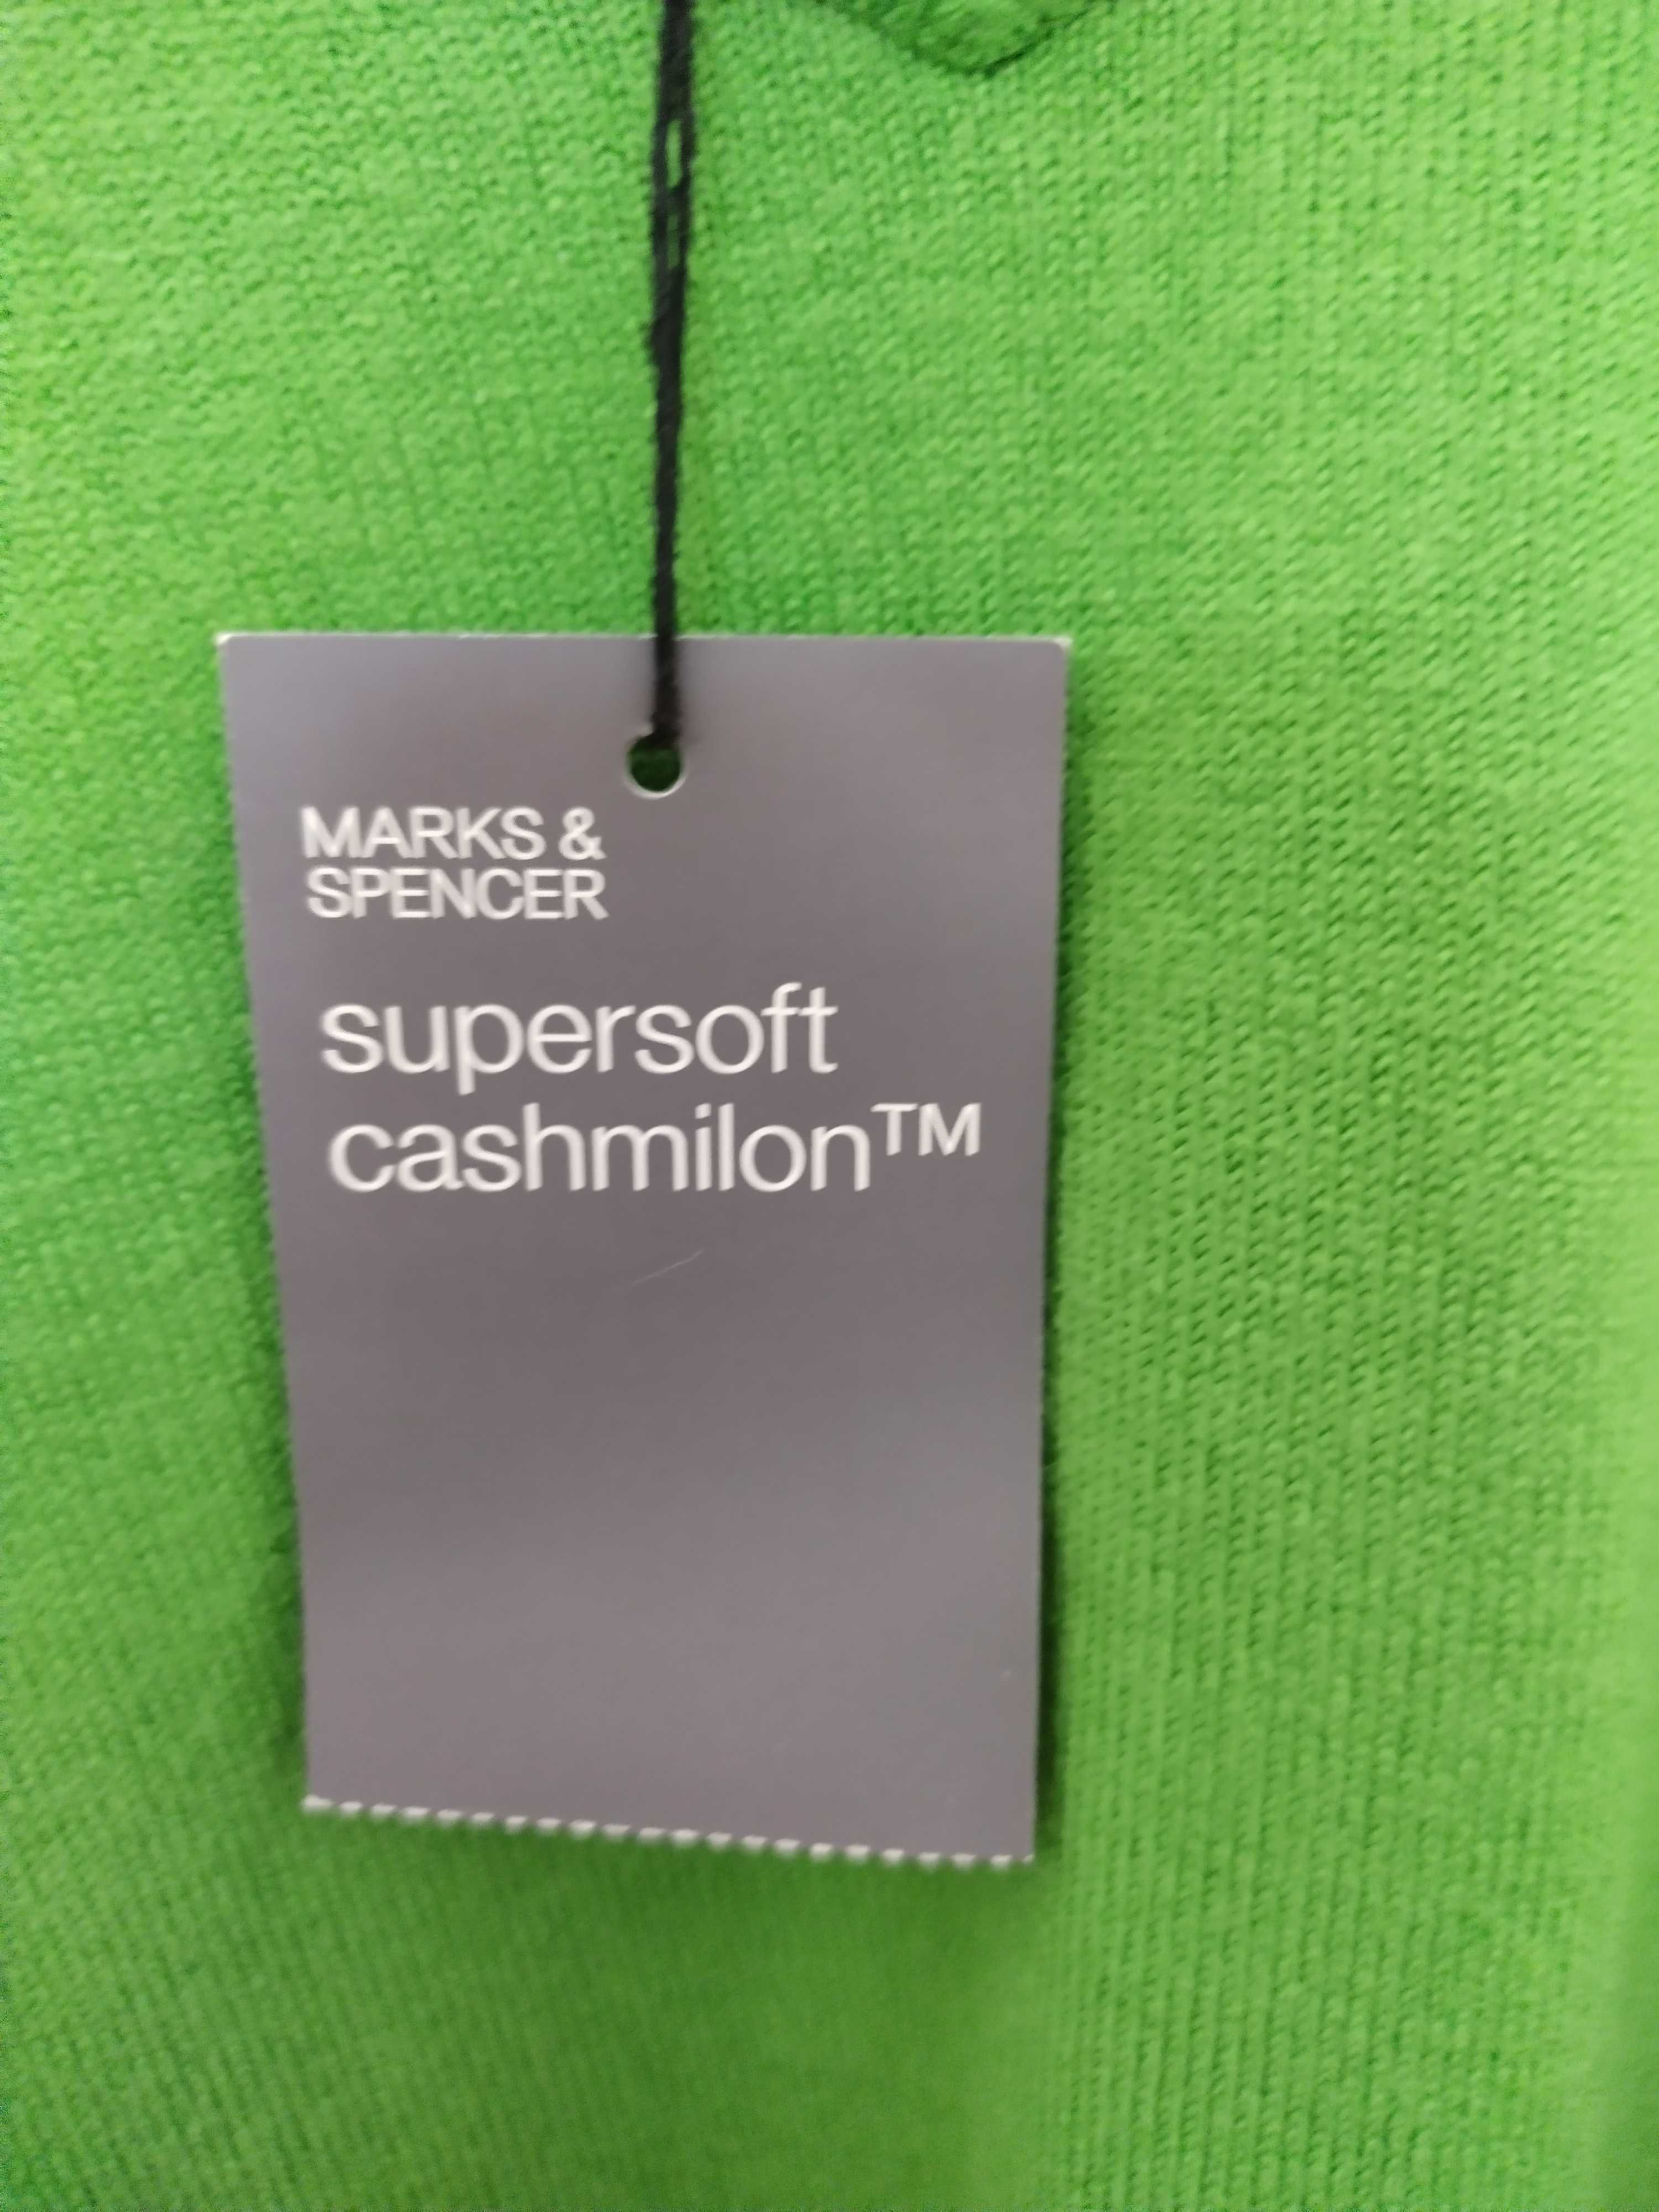 MARKS &
SPENCER
supersoft
cashmilon™